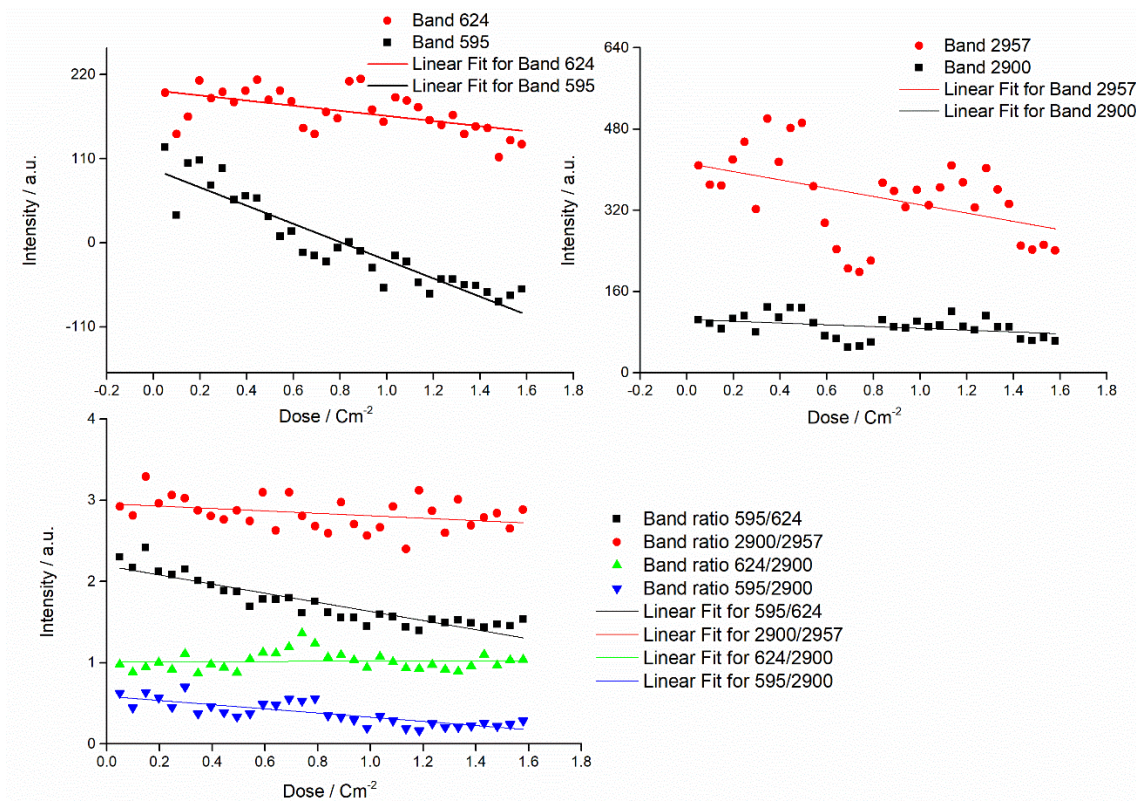 Band 624
Band 595
Linear Fit for Band 624
Linear Fit for Band 595
220
110
0
-110
Intensity / a.u.
-0.2 0.0 0.2 0.4 0.6 0.8 1.0 1.2 1.4 1.6 1.8
Dose / Cm-2
Band 2957
Band 2900
Linear Fit for Band 2957
Linear Fit for Band 2900
640
480
320
160
0
Intensity / a.u.
-0.2 0.0 0.2 0.4 0.6 0.8 1.0 1.2 1.4 1.6 1.8
Dose / Cm-2
4
3
2
1
0
Intensity / a.u.
0.0 0.2 0.4 0.6 0.8 1.0 1.2 1.4 1.6 1.8
Dose / Cm-2
Band ratio 595/624
Band ratio 2900/2957
Band ratio 624/2900
Band ratio 595/2900
Linear Fit for 595/624
Linear Fit for 2900/2957
Linear Fit for 624/2900
Linear Fit for 595/2900